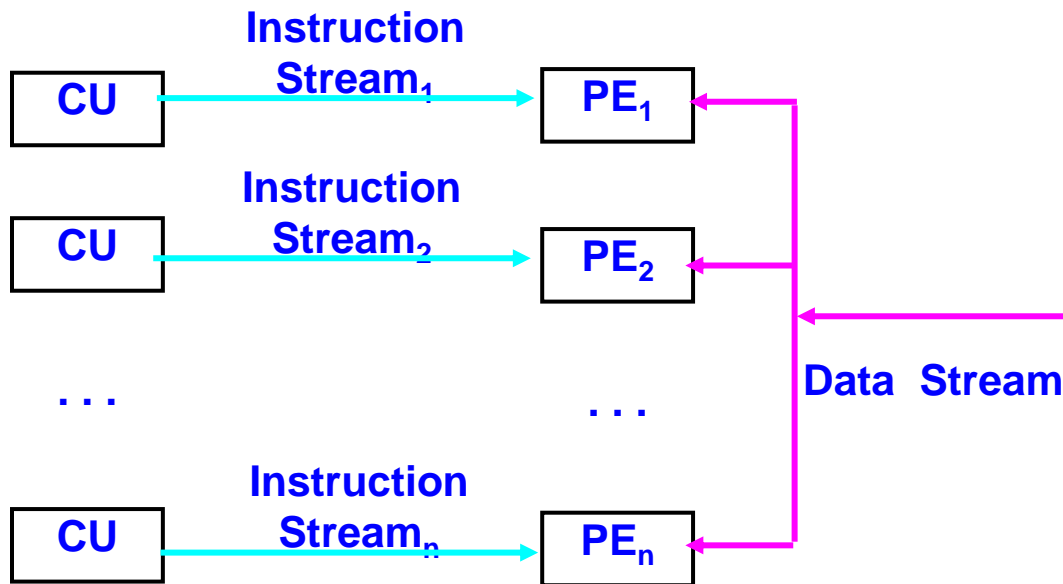 Instruction
Stream₁
CU
PE₁
Instruction
Stream₂
CU
PE₂
Data Stream
. . .
. . .
Instruction
Streamₙ
CU
PEₙ